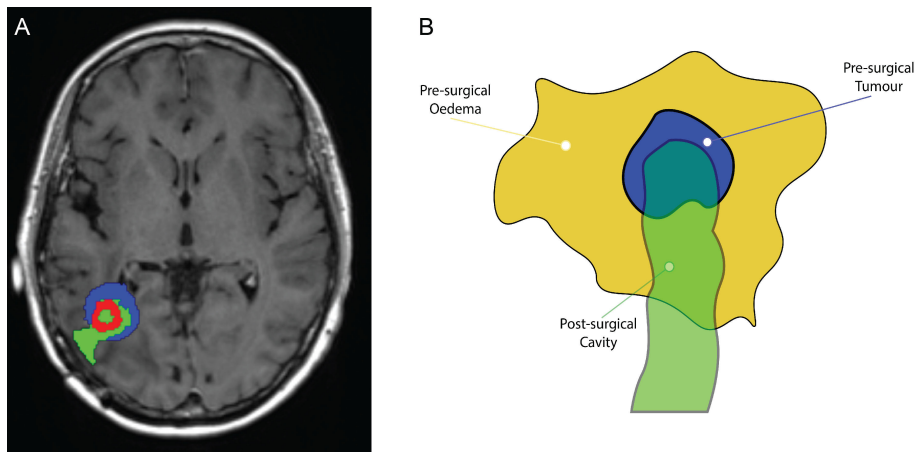 A
B
Pre-surgical
Oedema
Pre-surgical
Tumour
Post-surgical
Cavity